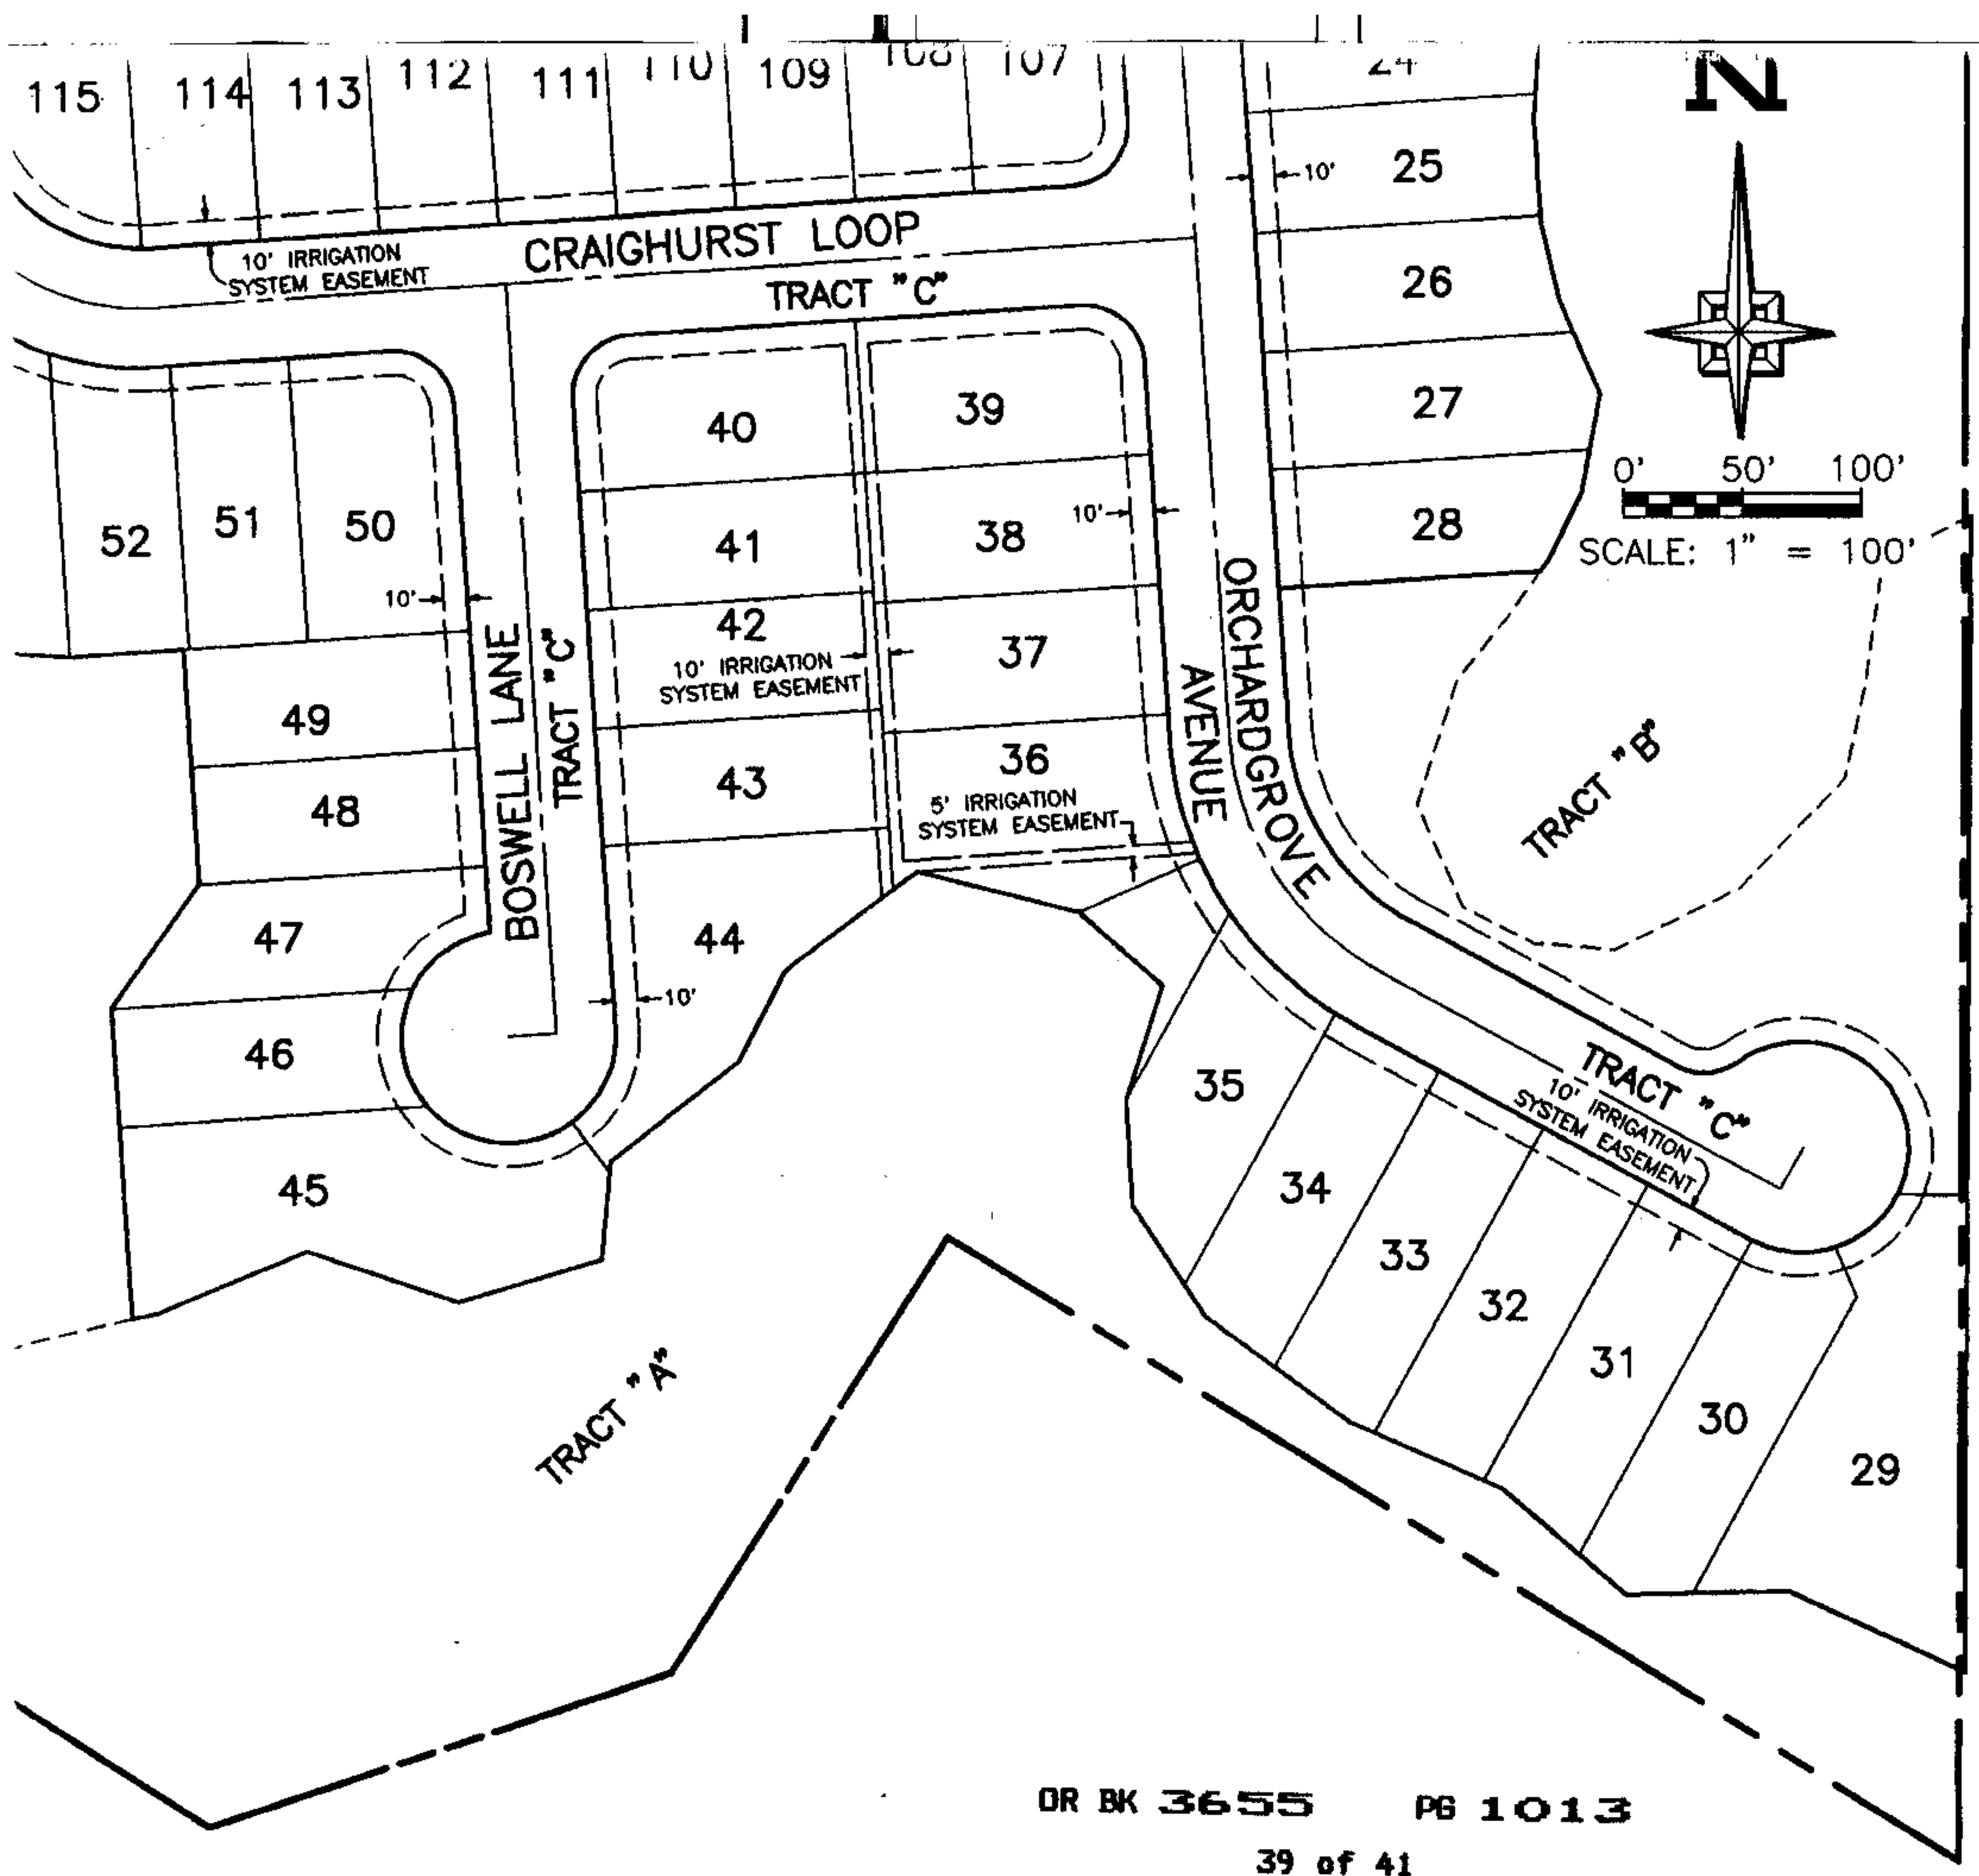 115
114
113
112
111
110
109
108
107
24
N
25
10'
26
27
28
0' 50' 100'
SCALE: 1" = 100'
10' IRRIGATION
SYSTEM EASEMENT
CRAIGHURST LOOP
TRACT "C"
52
51
50
10'
40
39
41
38
10'
42
10' IRRIGATION
SYSTEM EASEMENT
37
49
48
43
36
5' IRRIGATION
SYSTEM EASEMENT
BOSWELL LANE
TRACT "C"
ORCHARDGROVE
AVENUE
TRACT "B"
47
44
10'
46
45
35
34
33
32
31
30
29
TRACT "C"
10' IRRIGATION
SYSTEM EASEMENT
TRACT "A"
OR BK 3655 PG 1013
39 of 41